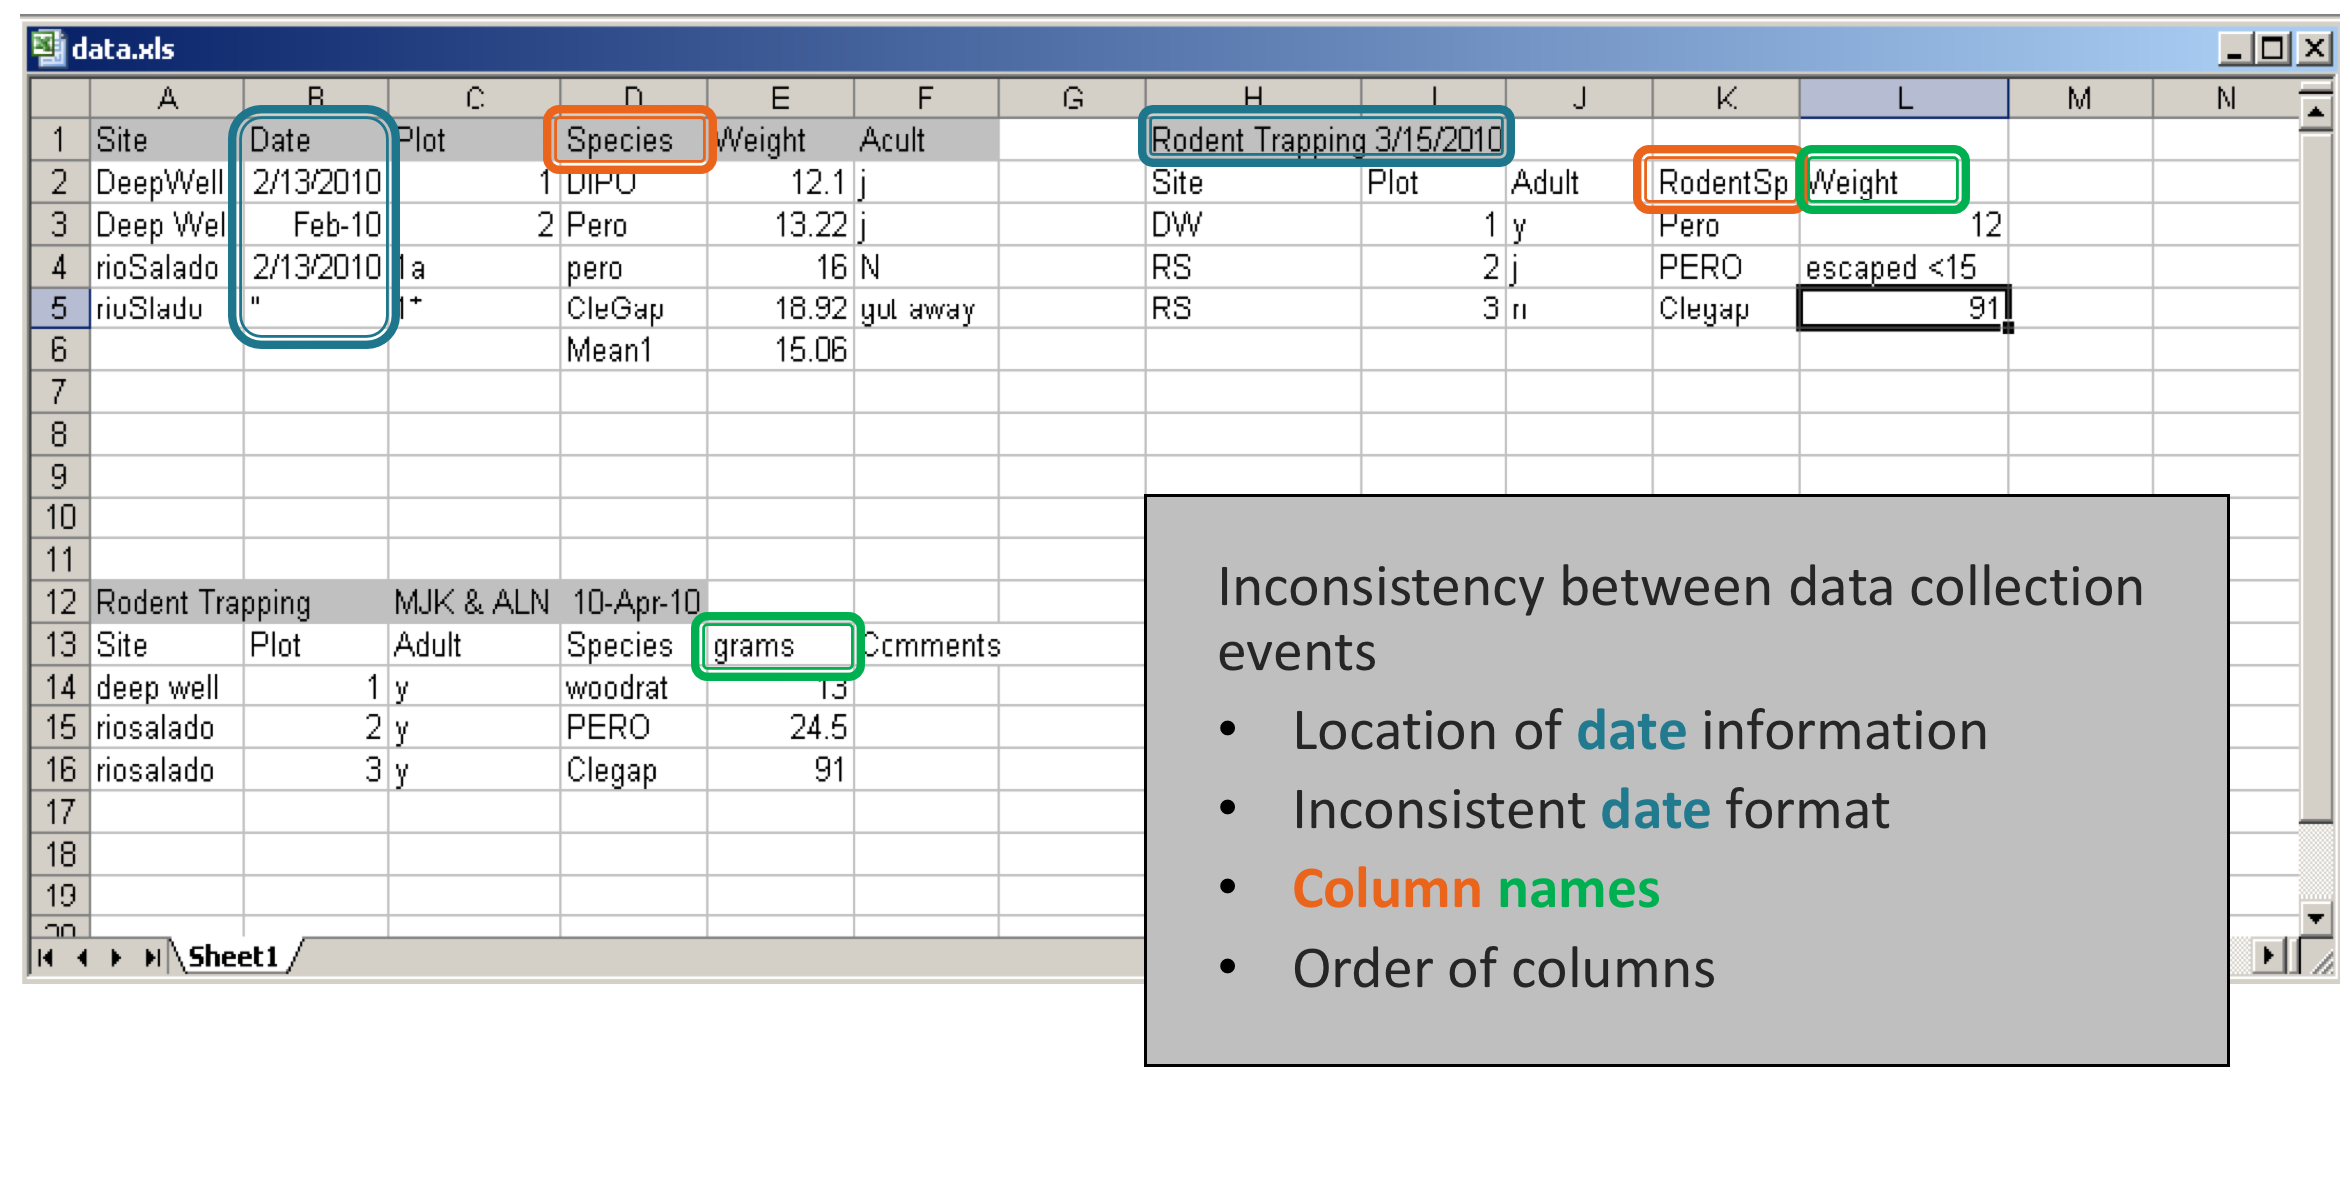 data.xls
A B C D E F G H I J K L M N
1 Site Date Plot Species Weight Acult Rodent Trapping 3/15/2010
2 DeepWell 2/13/2010 1 DIPO 12.1 j Site Plot Adult RodentSp Weight
3 Deep Wel Feb-10 2 Pero 13.22 j DW 1 y Pero 12
4 rioSalado 2/13/2010 1a pero 16 N RS 2 j PERO escaped <15
5 rioSlado " 1* CleGap 18.92 gut away RS 3 n Clegap 91
6 Mean1 15.06
7
8
9
10
11
12 Rodent Trapping MJK & ALN 10-Apr-10
13 Site Plot Adult Species grams Comments
14 deep well 1 y woodrat 13
15 riosalado 2 y PERO 24.5
16 riosalado 3 y Clegap 91
17
18
19
20
Sheet1
Inconsistency between data collection
events
• Location of date information
• Inconsistent date format
• Column names
• Order of columns